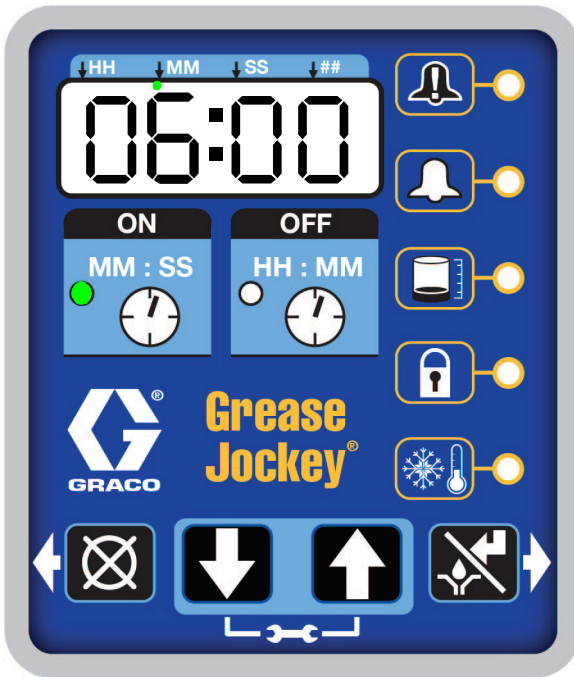 HH MM SS ##
06:00
ON OFF
MM : SS HH : MM
Grease
Jockey®
®
GRACO